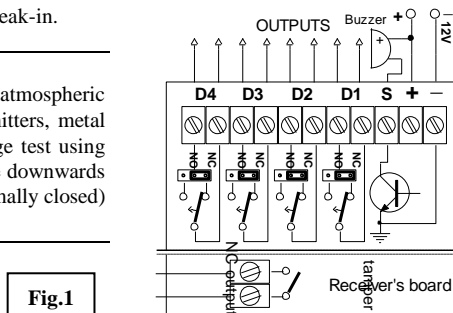 eak-in.
atmospheric
itters, metal
ge test using
e downwards
nally closed)
Fig.1
OUTPUTS
Buzzer + -
+
12V
D4 D3 D2 D1 S + -
NO NC NO NC NO NC NO NC
NC output
tamper
Receiver's board